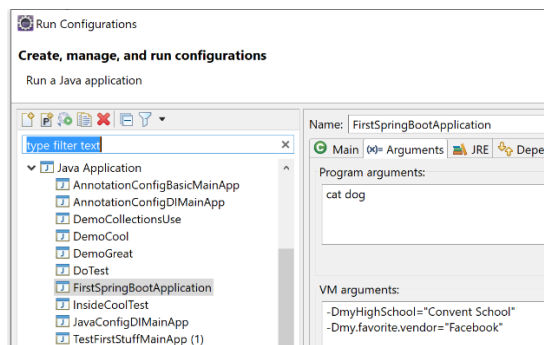 Run Configurations
Create, manage, and run configurations
Run a Java application
type filter text
Java Application
AnnotationConfigBasicMainApp
AnnotationConfigDIMainApp
DemoCollectionsUse
DemoCool
DemoGreat
DoTest
FirstSpringBootApplication
InsideCoolTest
JavaConfigDIMainApp
TestFirstStuffMainApp (1)
Name: FirstSpringBootApplication
Main (x)= Arguments JRE Depe
Program arguments:
cat dog
VM arguments:
-DmyHighSchool="Convent School"
-Dmy.favorite.vendor="Facebook"